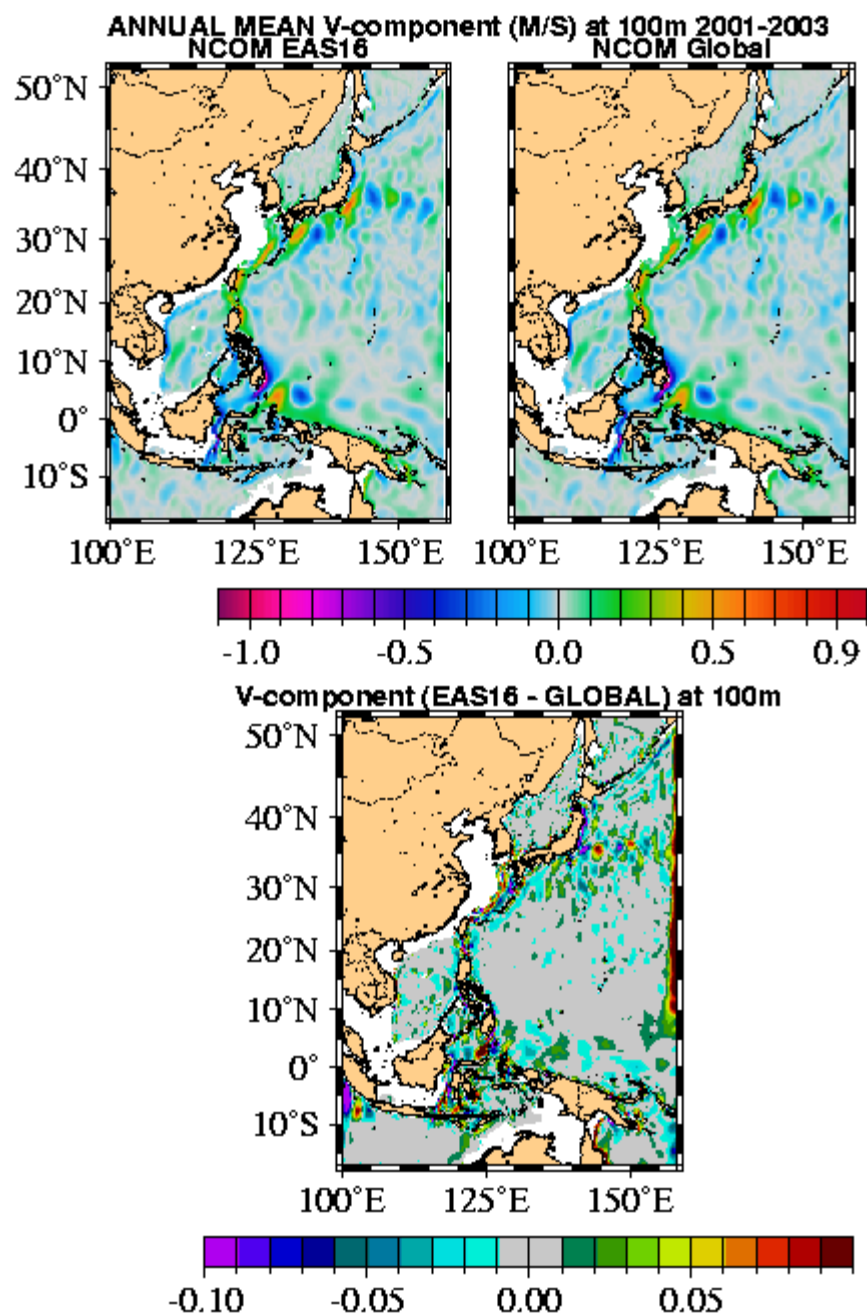 ANNUAL MEAN V-component (M/S) at 100m 2001-2003
NCOM EAS16 NCOM Global
50°N
40°N
30°N
20°N
10°N
0°
10°S
100°E 125°E 150°E 100°E 125°E 150°E
-1.0 -0.5 0.0 0.5 0.9
V-component (EAS16 - GLOBAL) at 100m
50°N
40°N
30°N
20°N
10°N
0°
10°S
100°E 125°E 150°E
-0.10 -0.05 0.00 0.05